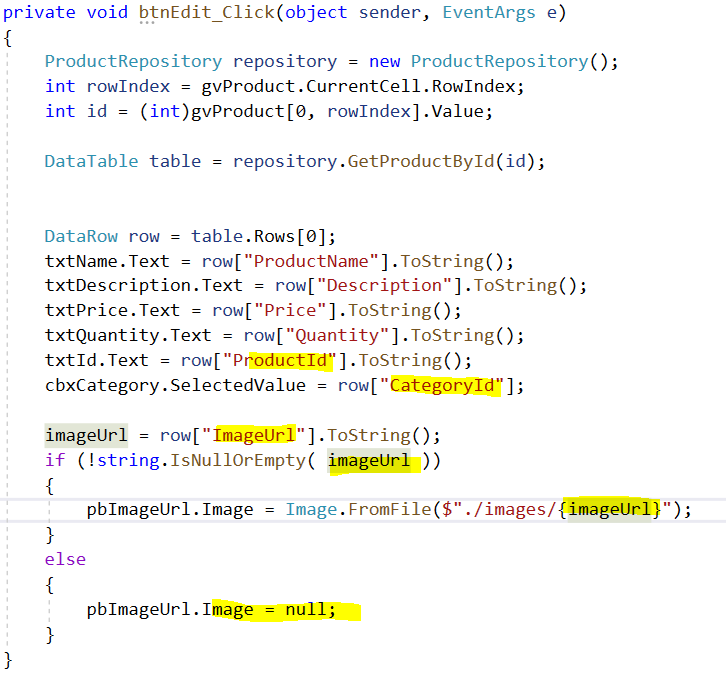 private void btnEdit_Click(object sender, EventArgs e)
{
ProductRepository repository = new ProductRepository();
int rowIndex = gvProduct.CurrentCell.RowIndex;
int id = (int)gvProduct[0, rowIndex].Value;
DataTable table = repository.GetProductById(id);
DataRow row = table.Rows[0];
txtName.Text = row["ProductName"].ToString();
txtDescription.Text = row["Description"].ToString();
txtPrice.Text = row["Price"].ToString();
txtQuantity.Text = row["Quantity"].ToString();
txtId.Text = row["ProductId"].ToString();
cbxCategory.SelectedValue = row["CategoryId"];
imageUrl = row["ImageUrl"].ToString();
if (!string.IsNullOrEmpty( imageUrl ))
{
pbImageUrl.Image = Image.FromFile($"./images/{imageUrl}");
}
else
{
pbImageUrl.Image = null;
}
}